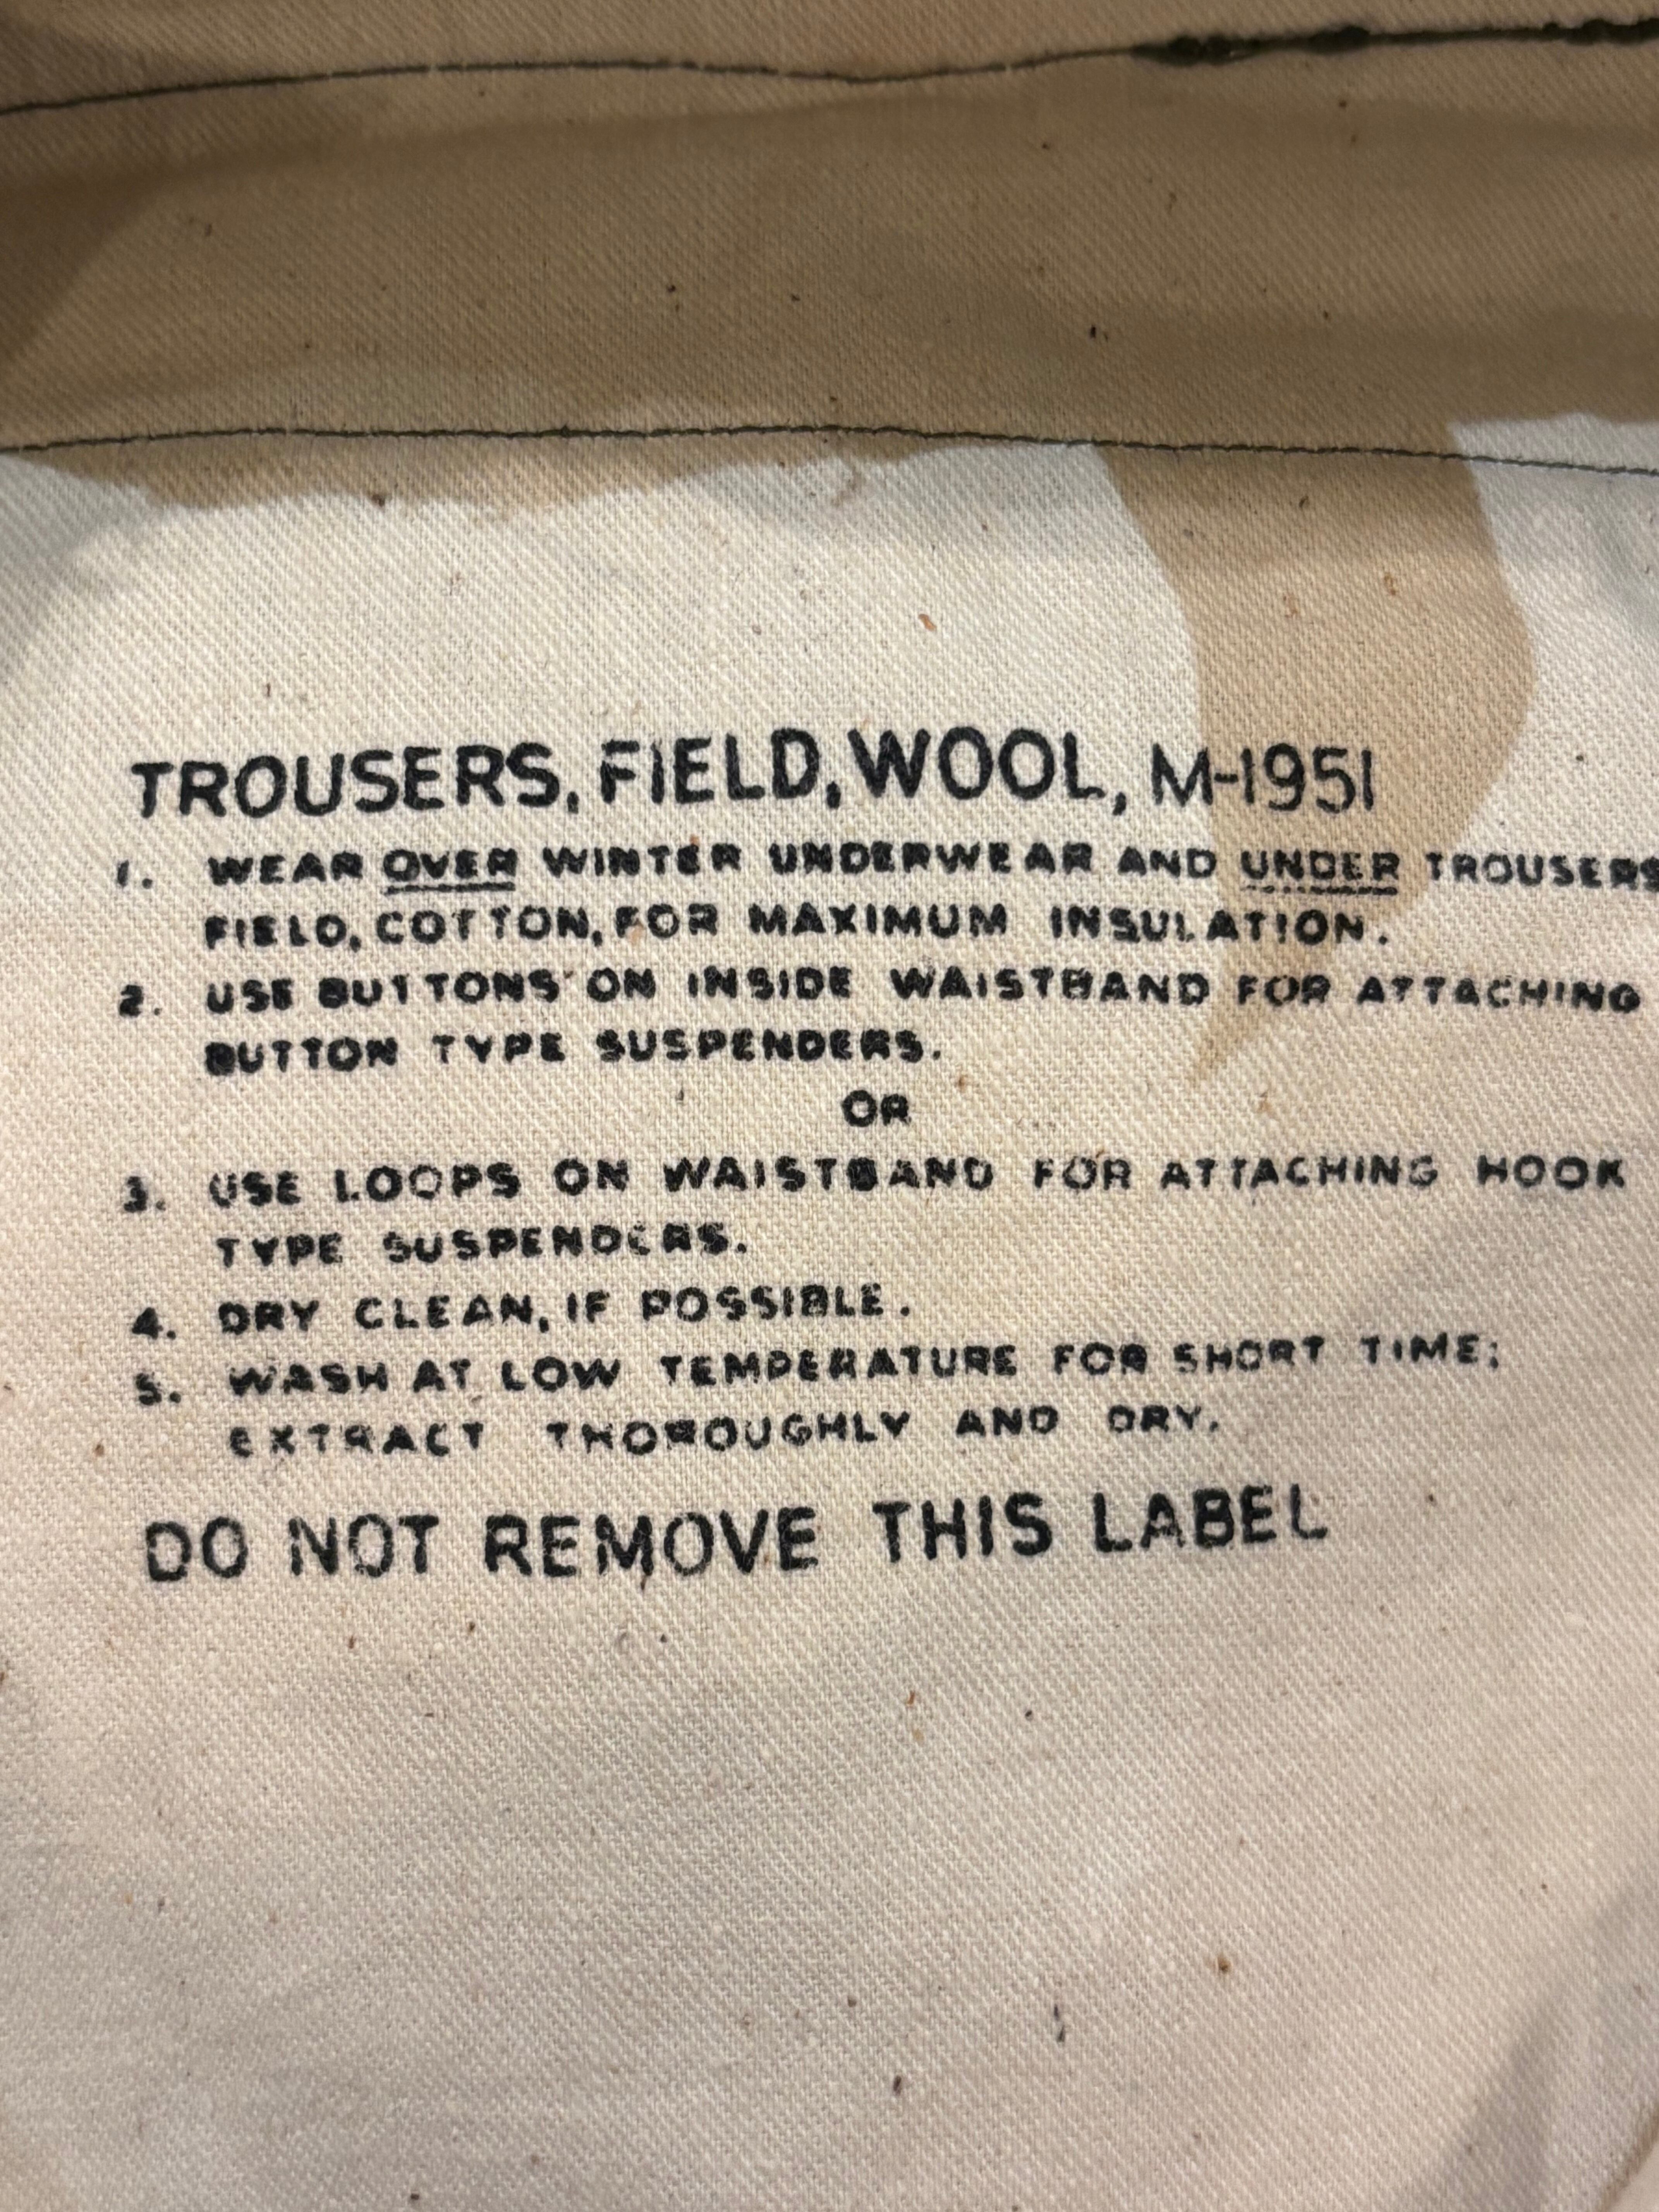 TROUSERS, FIELD, WOOL, M-1951
1. WEAR OVER WINTER UNDERWEAR AND UNDER TROUSERS
FIELD, COTTON, FOR MAXIMUM INSULATION.
2. USE BUTTONS ON INSIDE WAISTBAND FOR ATTACHING
BUTTON TYPE SUSPENDERS.
OR
3. USE LOOPS ON WAISTBAND FOR ATTACHING HOOK
TYPE SUSPENDERS.
4. DRY CLEAN, IF POSSIBLE.
5. WASH AT LOW TEMPERATURE FOR SHORT TIME;
EXTRACT THOROUGHLY AND DRY.
DO NOT REMOVE THIS LABEL